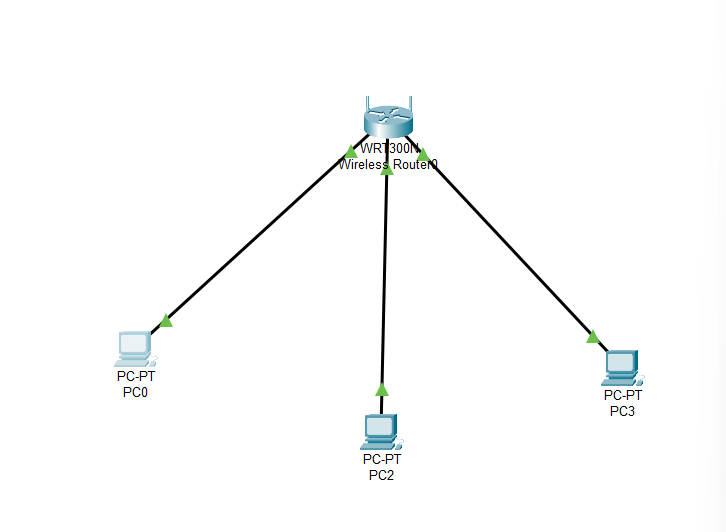 WRT300N
Wireless Router0
PC-PT
PC0
PC-PT
PC3
PC-PT
PC2